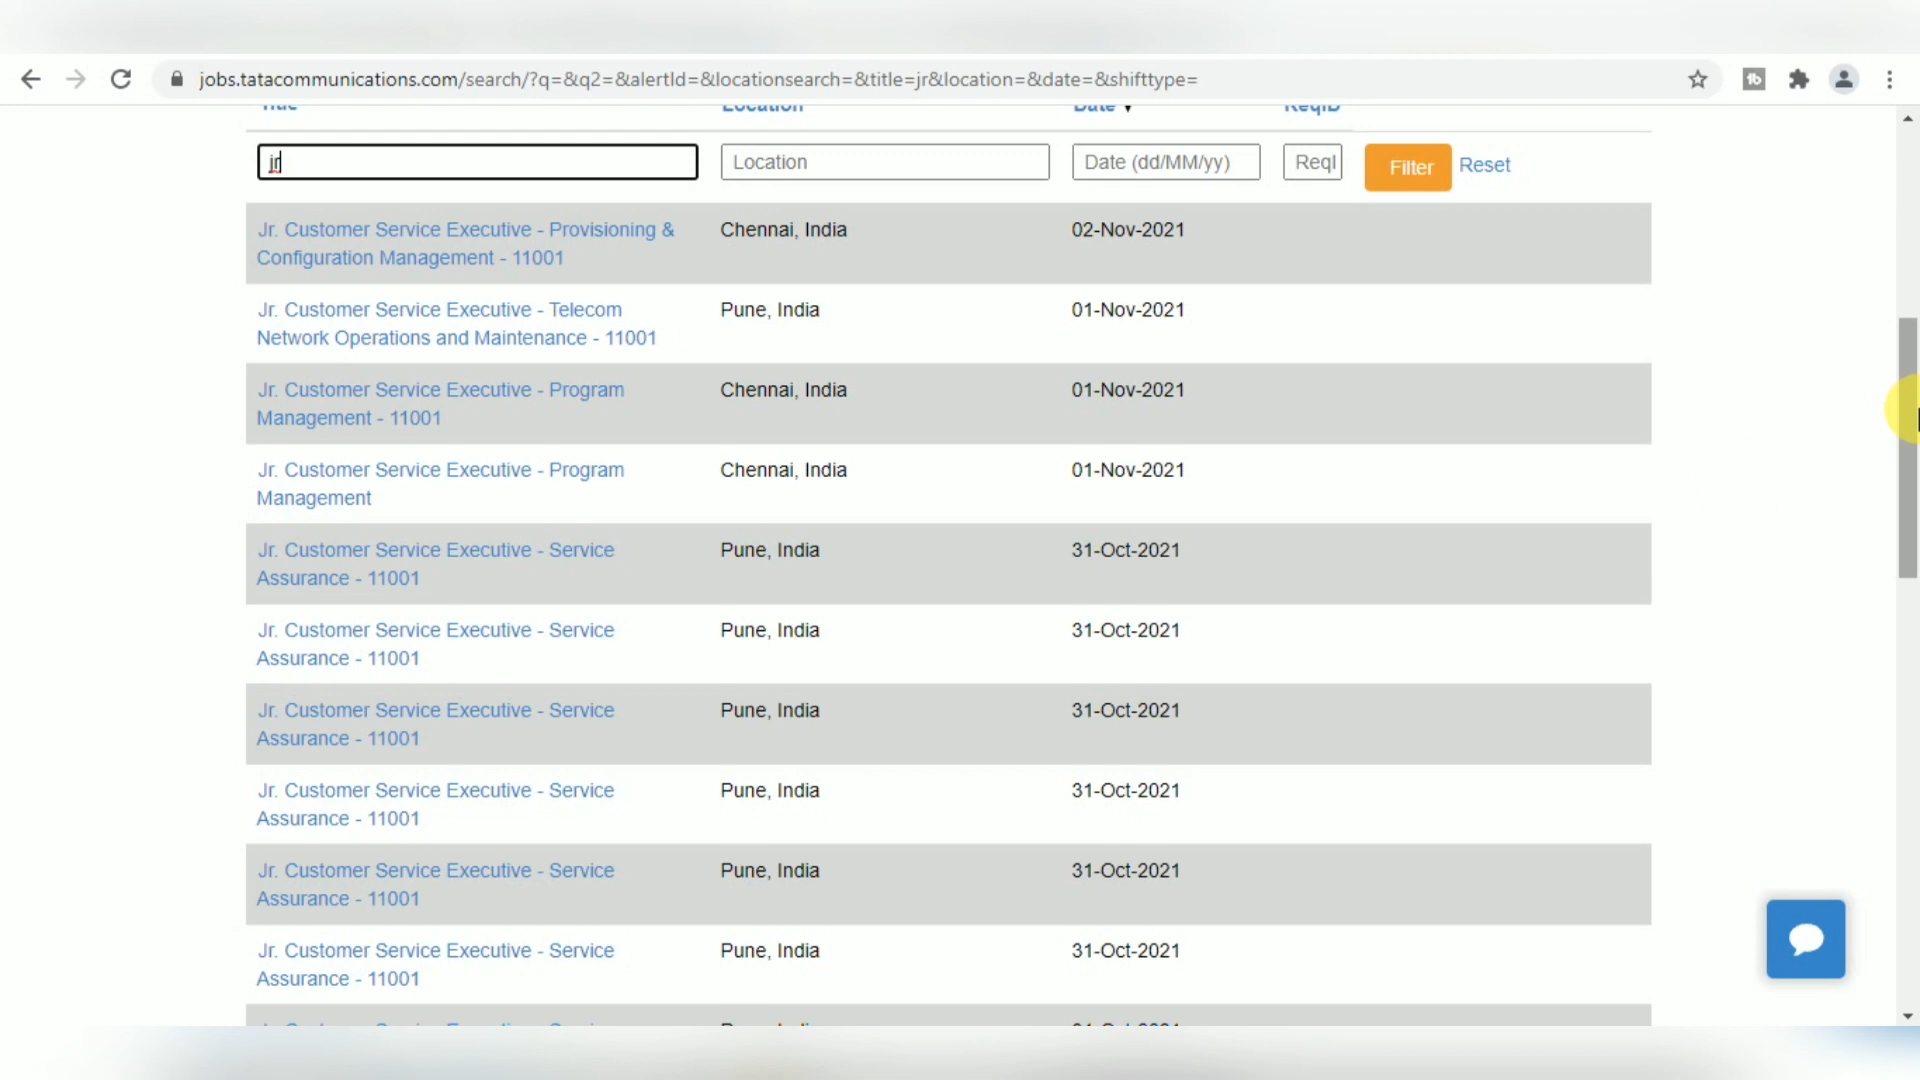 jobs.tatacommunications.com/search/?q=&q2=&alertId=&locationsearch=&title=jr&location=&date=&shifttype=
Title Location Date ▼ ReqID
jr Location Date (dd/MM/yy) ReqI Filter Reset
Jr. Customer Service Executive - Provisioning & Chennai, India 02-Nov-2021
Configuration Management - 11001
Jr. Customer Service Executive - Telecom Pune, India 01-Nov-2021
Network Operations and Maintenance - 11001
Jr. Customer Service Executive - Program Chennai, India 01-Nov-2021
Management - 11001
Jr. Customer Service Executive - Program Chennai, India 01-Nov-2021
Management
Jr. Customer Service Executive - Service Pune, India 31-Oct-2021
Assurance - 11001
Jr. Customer Service Executive - Service Pune, India 31-Oct-2021
Assurance - 11001
Jr. Customer Service Executive - Service Pune, India 31-Oct-2021
Assurance - 11001
Jr. Customer Service Executive - Service Pune, India 31-Oct-2021
Assurance - 11001
Jr. Customer Service Executive - Service Pune, India 31-Oct-2021
Assurance - 11001
Jr. Customer Service Executive - Service Pune, India 31-Oct-2021
Assurance - 11001